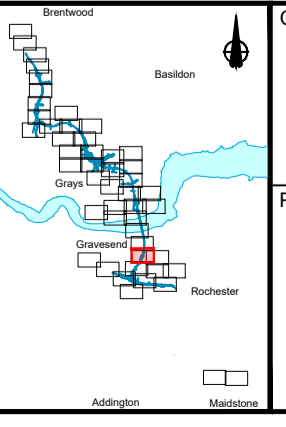 Brentwood
Basildon
Grays
Gravesend
Rochester
Addington
Maidstone